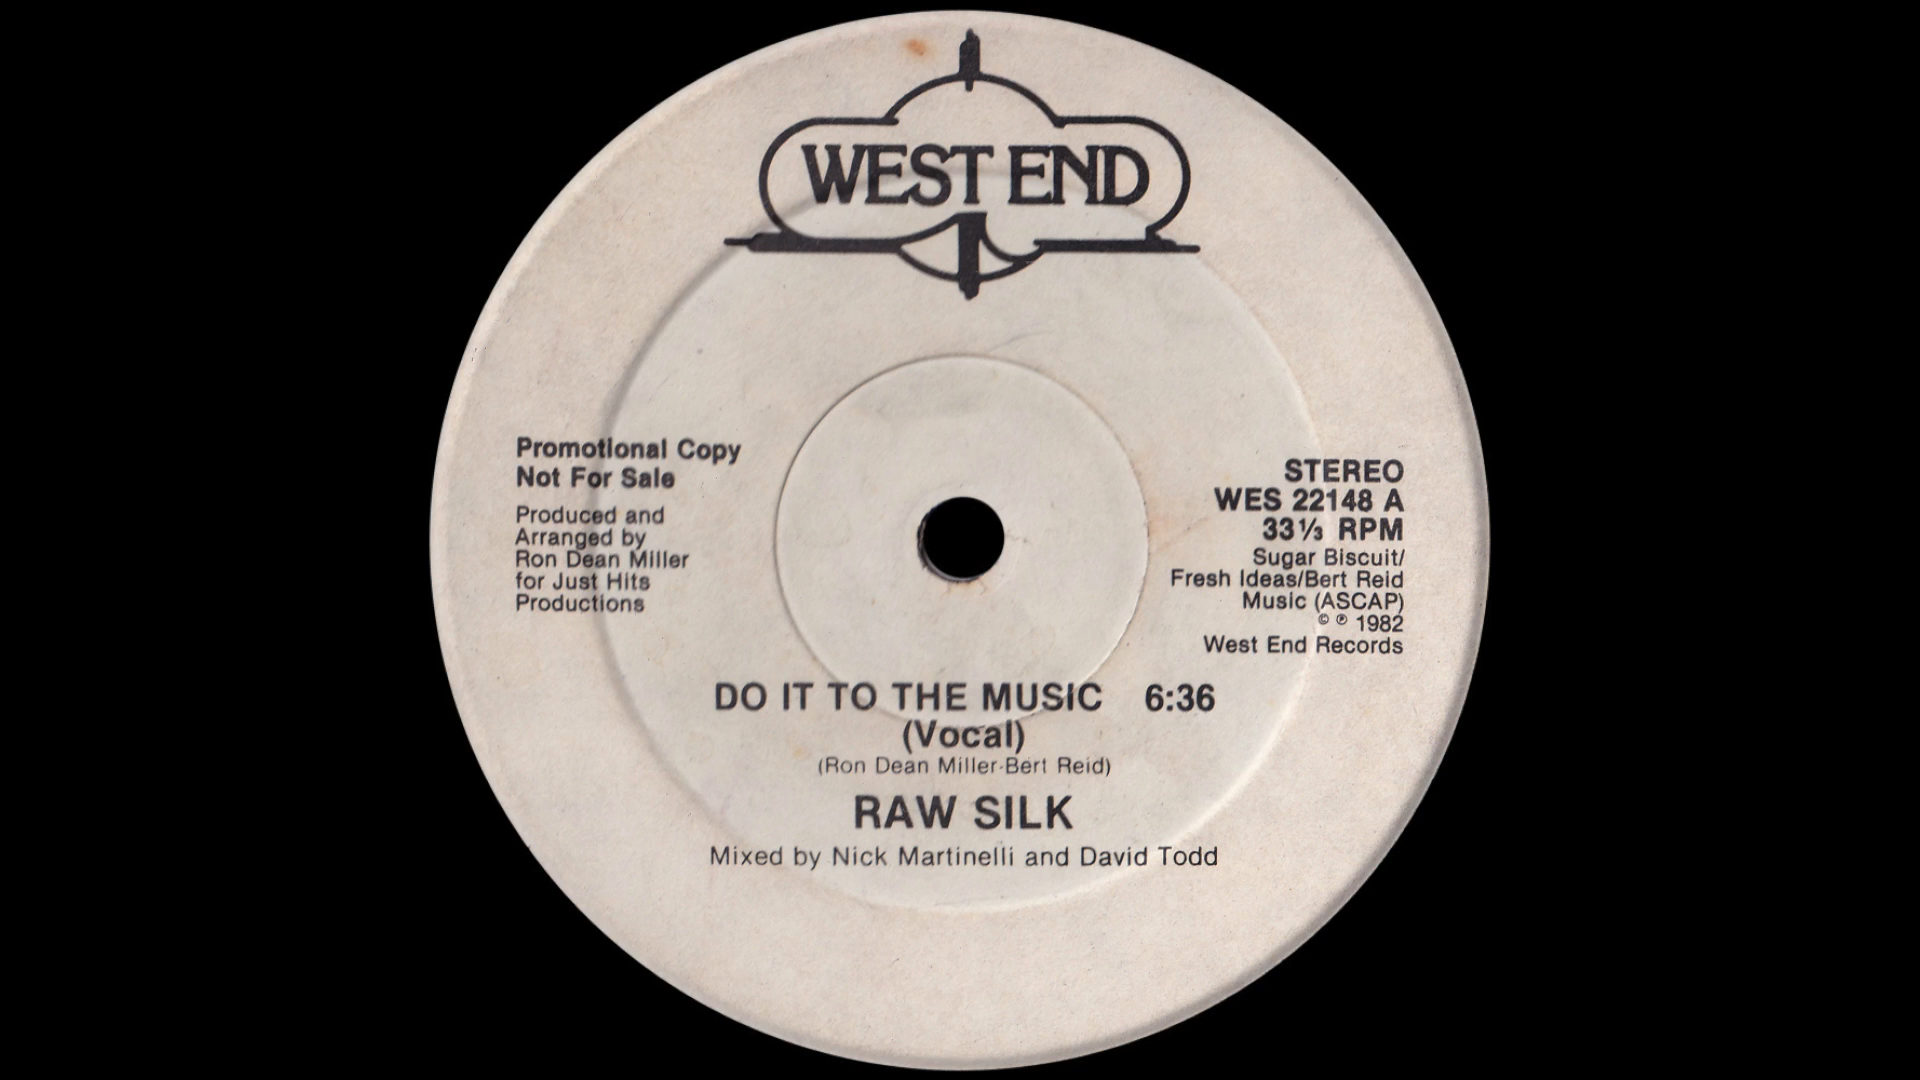 WEST END
Promotional Copy
Not For Sale
Produced and
Arranged by
Ron Dean Miller
for Just Hits
Productions
STEREO
WES 22148 A
33⅓ RPM
Sugar Biscuit/
Fresh Ideas/Bert Reid
Music (ASCAP)
© ℗ 1982
West End Records
DO IT TO THE MUSIC 6:36
(Vocal)
(Ron Dean Miller-Bert Reid)
RAW SILK
Mixed by Nick Martinelli and David Todd